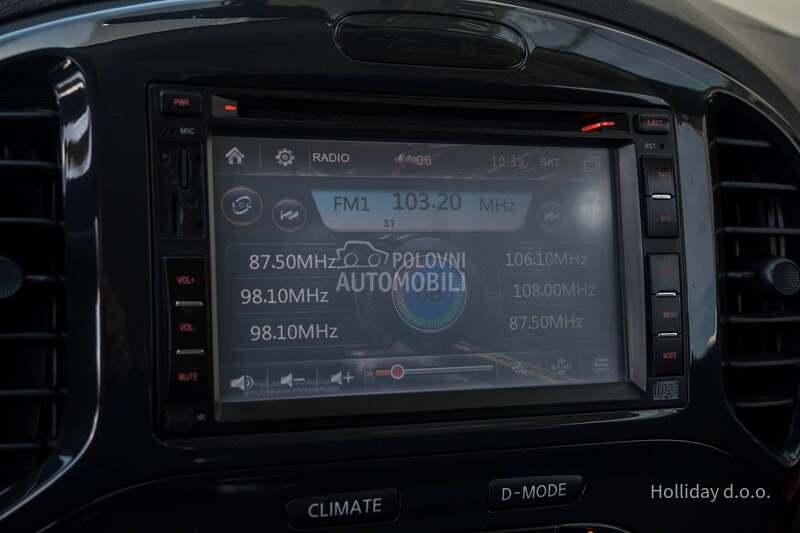 PWR
EJECT
MIC
RST
RADIO
06
10:39
SAT
FM1 103.20 MHz
ST
87.50MHz
106.10MHz
POLOVNI
AUTOMOBILI
98.10MHz
108.00MHz
98.10MHz
87.50MHz
VOL+
VOL-
MUTE
MENU
MODE
IR
CLIMATE
D-MODE
Holliday d.o.o.